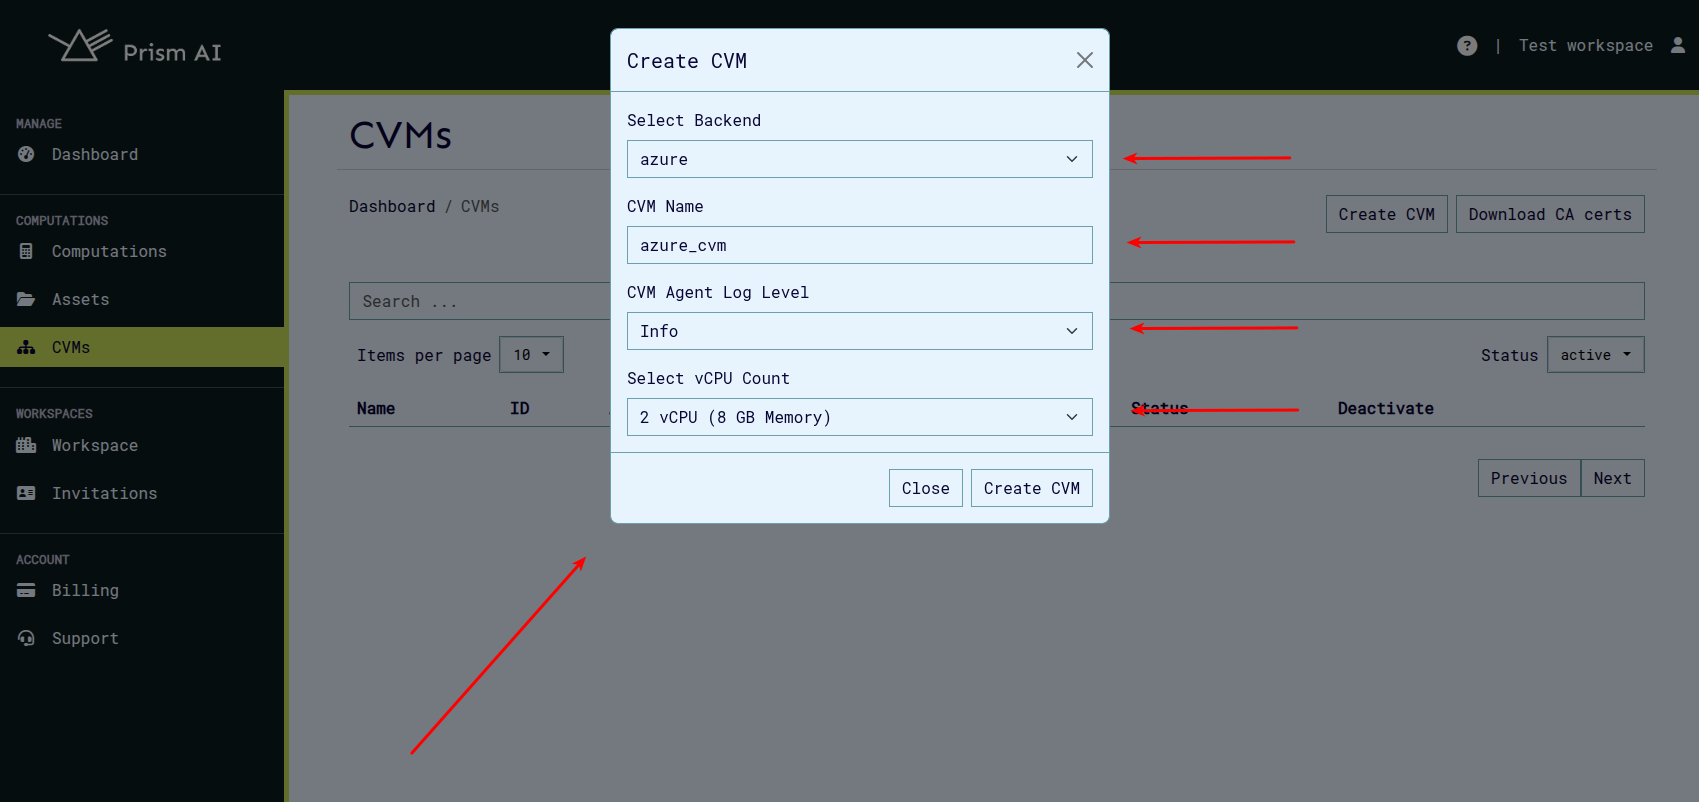 Prism AI
? | Test workspace
MANAGE
Dashboard
COMPUTATIONS
Computations
Assets
CVMs
WORKSPACES
Workspace
Invitations
ACCOUNT
Billing
Support
CVMs
Dashboard / CVMs
Create CVM Download CA certs
Search ...
Items per page 10
Status active
Name ID Status Deactivate
Previous Next
Create CVM
Select Backend
azure
CVM Name
azure_cvm
CVM Agent Log Level
Info
Select vCPU Count
2 vCPU (8 GB Memory)
Close Create CVM